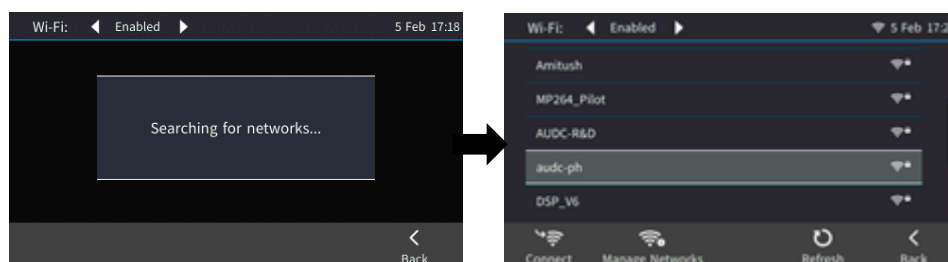 Wi-Fi: Enabled 5 Feb 17:18
Searching for networks...
Back
Wi-Fi: Enabled 5 Feb 17:2
Amitush
MP264_Pilot
AUDC-R&D
audc-ph
DSP_V6
Connect Manage Networks Refresh Back